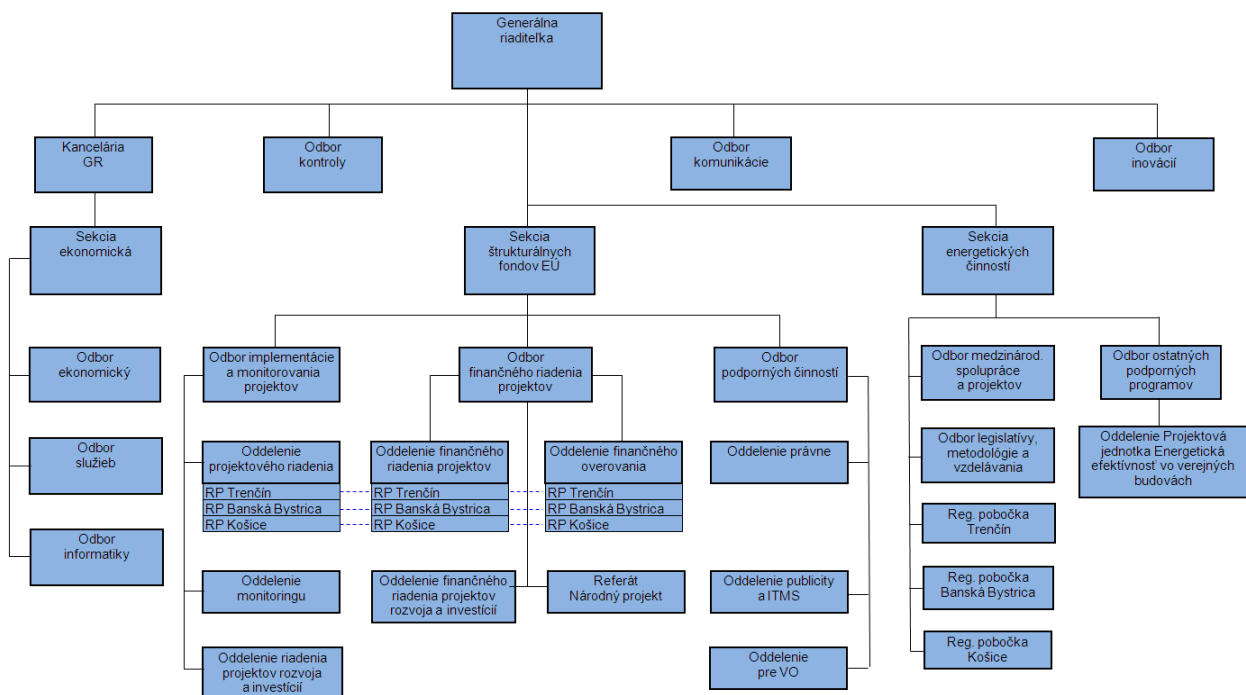 Generálna
riaditeľka
Kancelária
GR
Odbor
kontroly
Odbor
komunikácie
Odbor
inovácií
Sekcia
ekonomická
Sekcia
štrukturálnych
fondov EÚ
Sekcia
energetických
činností
Odbor
ekonomický
Odbor
služieb
Odbor
informatiky
Odbor implementácie
a monitorovania
projektov
Oddelenie
projektového riadenia
RP Trenčín
RP Banská Bystrica
RP Košice
Oddelenie
monitoringu
Oddelenie riadenia
projektov rozvoja
a investícií
Odbor
finančného riadenia
projektov
Oddelenie finančného
riadenia projektov
RP Trenčín
RP Banská Bystrica
RP Košice
Oddelenie finančného
overovania
RP Trenčín
RP Banská Bystrica
RP Košice
Oddelenie finančného
riadenia projektov
rozvoja a investícií
Referát
Národný projekt
Odbor
podporných činností
Oddelenie právne
Oddelenie publicity
a ITMS
Oddelenie
pre VO
Odbor medzinárod.
spolupráce
a projektov
Odbor legislatívy,
metodológie a
vzdelávania
Reg. pobočka
Trenčín
Reg. pobočka
Banská Bystrica
Reg. pobočka
Košice
Odbor ostatných
podporných
programov
Oddelenie Projektová
jednotka Energetická
efektívnosť vo verejných
budovách